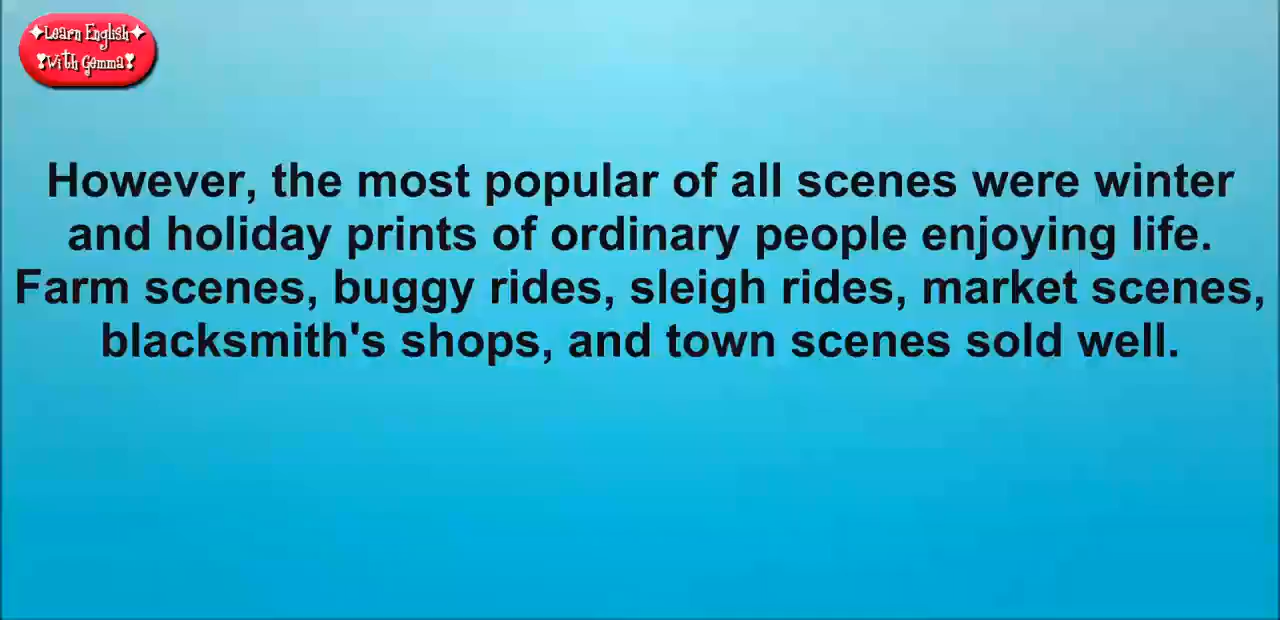 ✦Learn English✦
❣With Gemma❣
However, the most popular of all scenes were winter
and holiday prints of ordinary people enjoying life.
Farm scenes, buggy rides, sleigh rides, market scenes,
blacksmith's shops, and town scenes sold well.